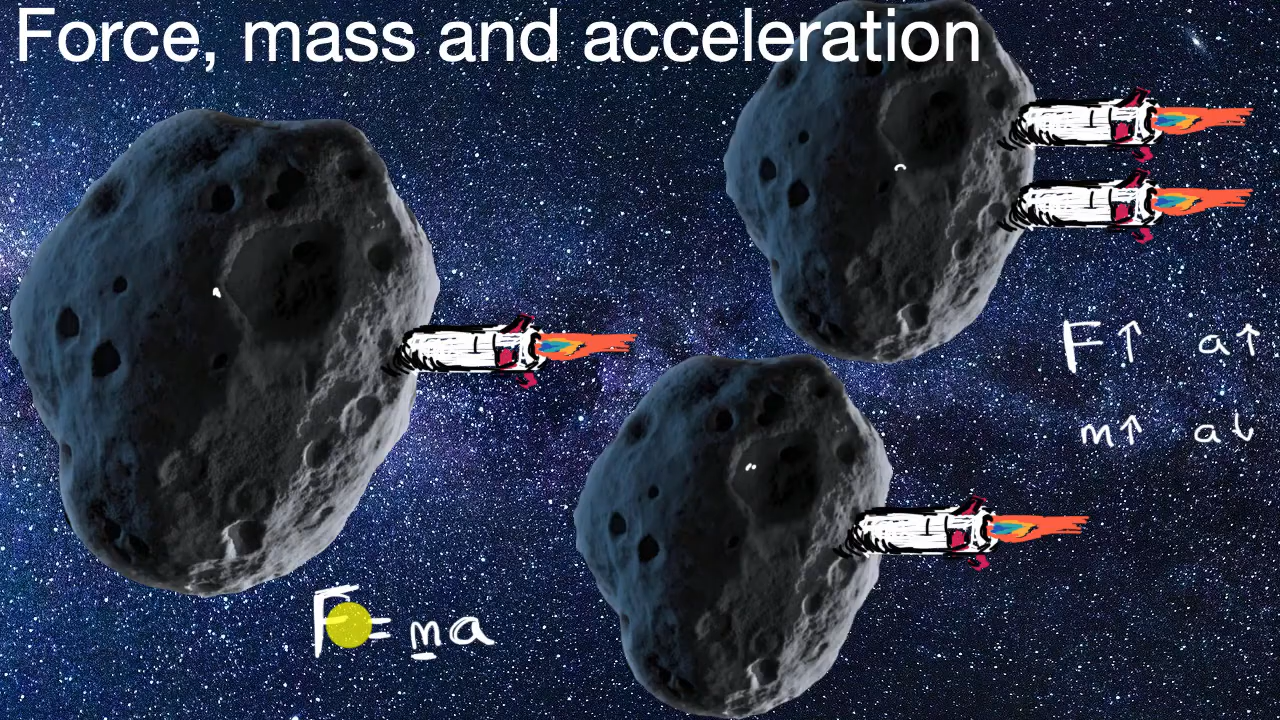 Force, mass and acceleration
F↑ a↑
m↑ a↓
F=ma